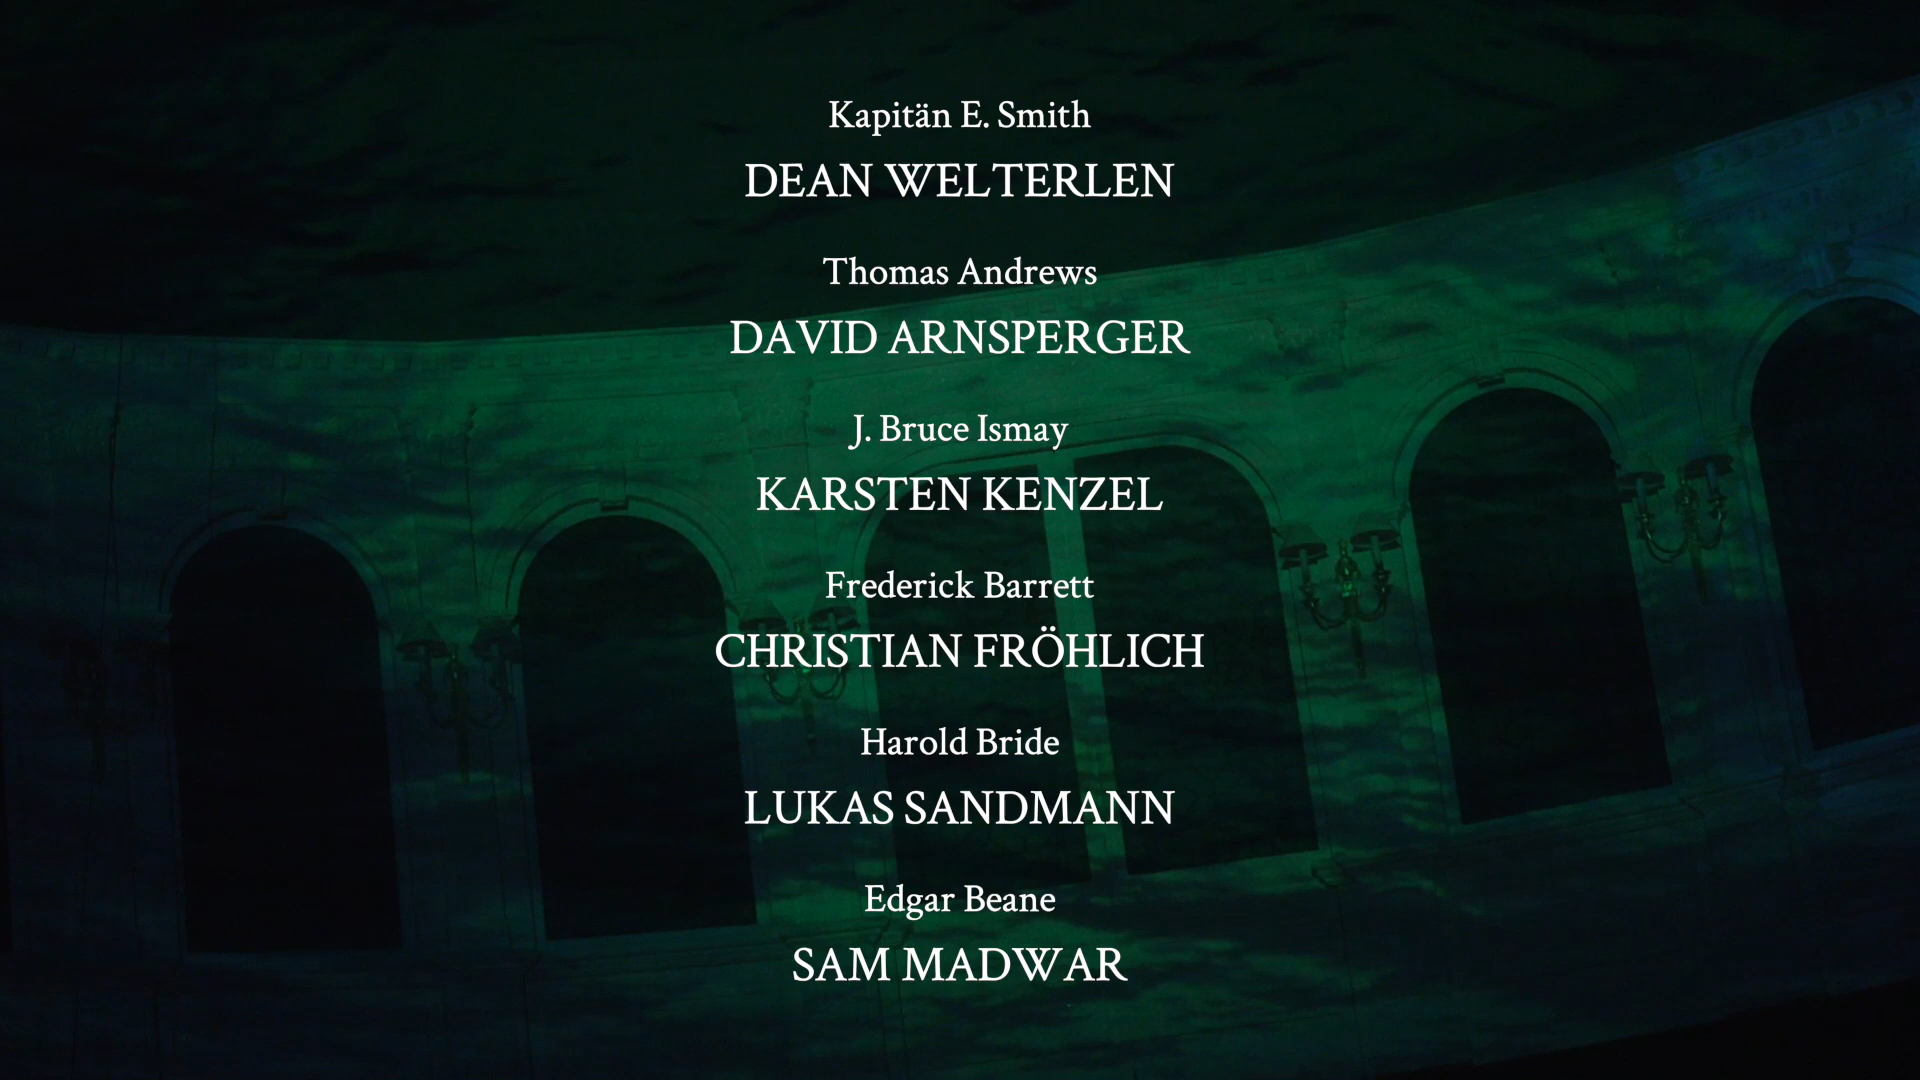 Kapitän E. Smith
DEAN WELTERLEN
Thomas Andrews
DAVID ARNSPERGER
J. Bruce Ismay
KARSTEN KENZEL
Frederick Barrett
CHRISTIAN FRÖHLICH
Harold Bride
LUKAS SANDMANN
Edgar Beane
SAM MADWAR